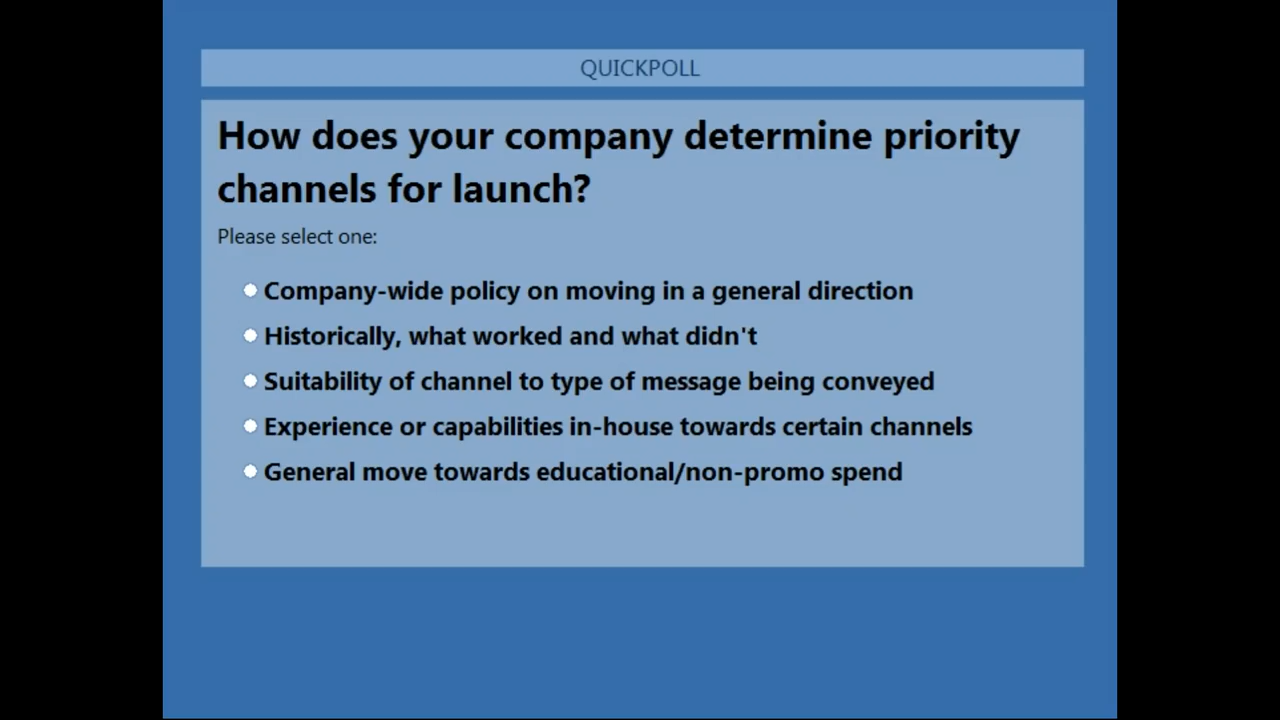 QUICKPOLL
How does your company determine priority
channels for launch?
Please select one:
Company-wide policy on moving in a general direction
Historically, what worked and what didn't
Suitability of channel to type of message being conveyed
Experience or capabilities in-house towards certain channels
General move towards educational/non-promo spend